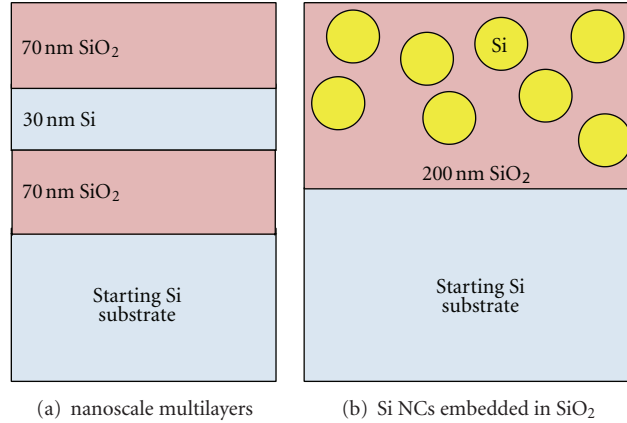 70 nm SiO₂
30 nm Si
70 nm SiO₂
Starting Si
substrate
(a) nanoscale multilayers
Si
200 nm SiO₂
Starting Si
substrate
(b) Si NCs embedded in SiO₂